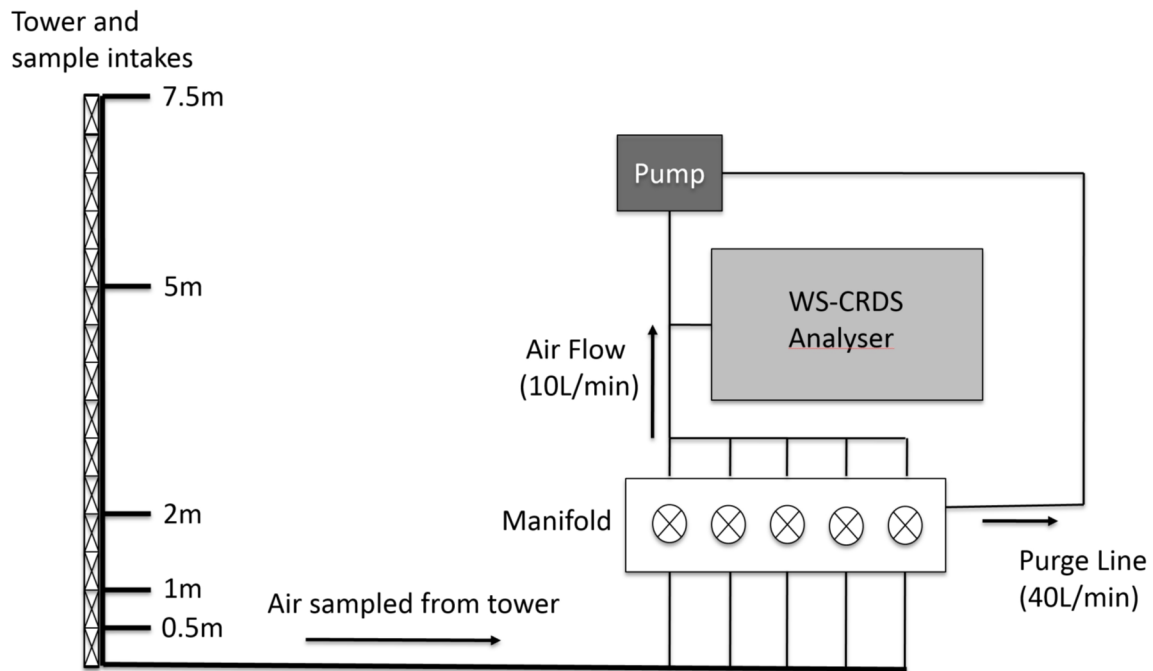 Tower and
sample intakes
7.5m
Pump
5m
WS-CRDS
Analyser
Air Flow
(10L/min)
2m
Manifold
1m
Purge Line
(40L/min)
Air sampled from tower
0.5m